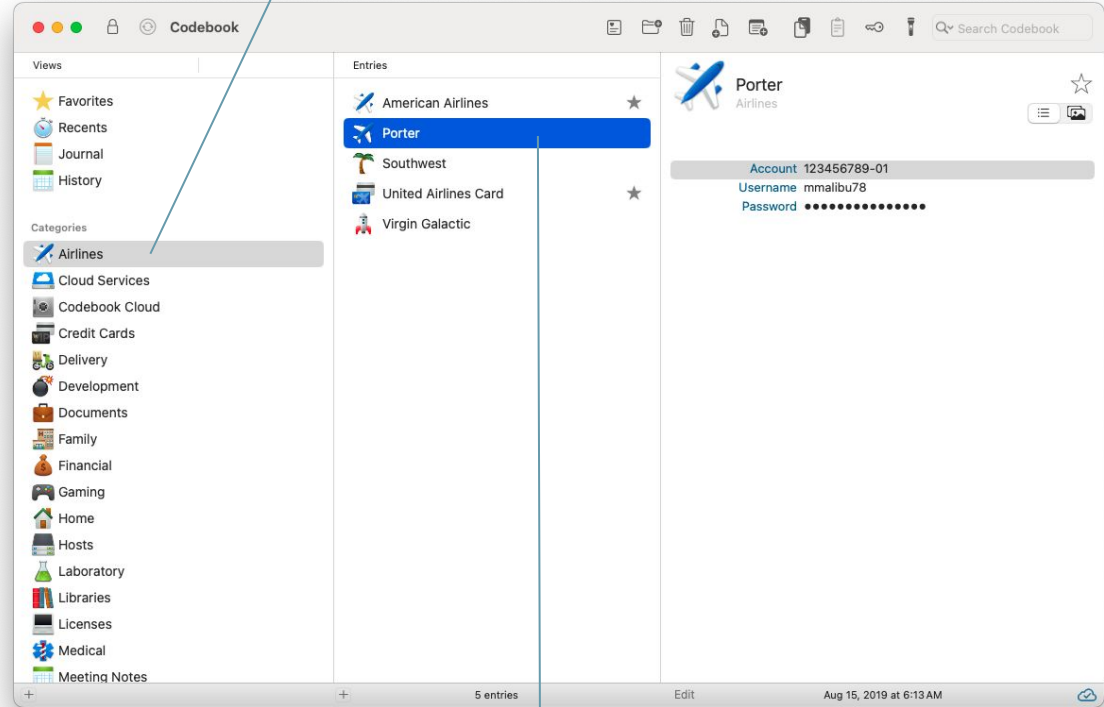 Codebook
Search Codebook
Views
Favorites
Recents
Journal
History
Categories
Airlines
Cloud Services
Codebook Cloud
Credit Cards
Delivery
Development
Documents
Family
Financial
Gaming
Home
Hosts
Laboratory
Libraries
Licenses
Medical
Meeting Notes
Entries
American Airlines
Porter
Southwest
United Airlines Card
Virgin Galactic
5 entries
Porter
Airlines
Account 123456789-01
Username mmalibu78
Password ●●●●●●●●●●●●●●●
Edit
Aug 15, 2019 at 6:13 AM